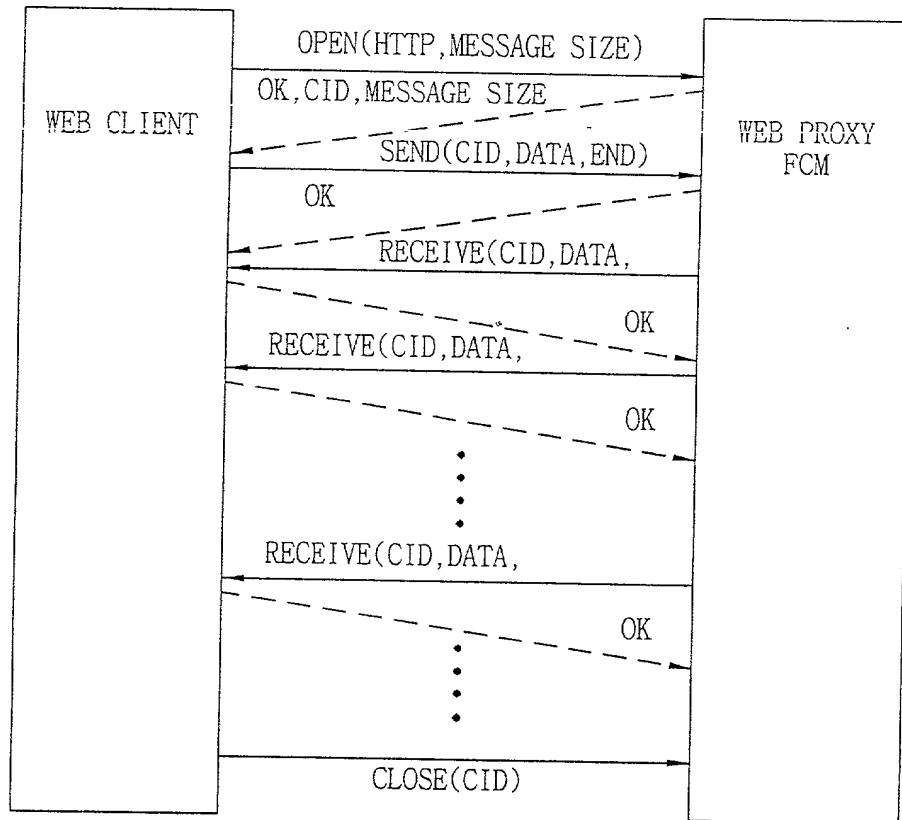 OPEN(HTTP,MESSAGE SIZE)
OK,CID,MESSAGE SIZE
WEB CLIENT
WEB PROXY
FCM
SEND(CID,DATA,END)
OK
RECEIVE(CID,DATA,
OK
RECEIVE(CID,DATA,
OK
RECEIVE(CID,DATA,
OK
CLOSE(CID)